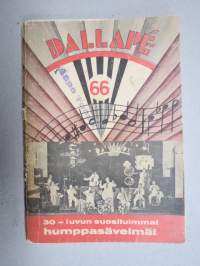 DALLAPÉ
66
30-luvun suosituimmat
humppasävelmät